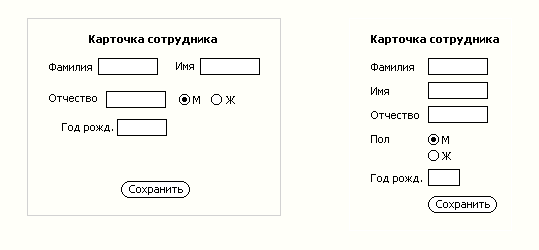 Карточка сотрудника
Фамилия Имя
Отчество М Ж
Год рожд.
Сохранить
Карточка сотрудника
Фамилия
Имя
Отчество
Пол М
Ж
Год рожд.
Сохранить